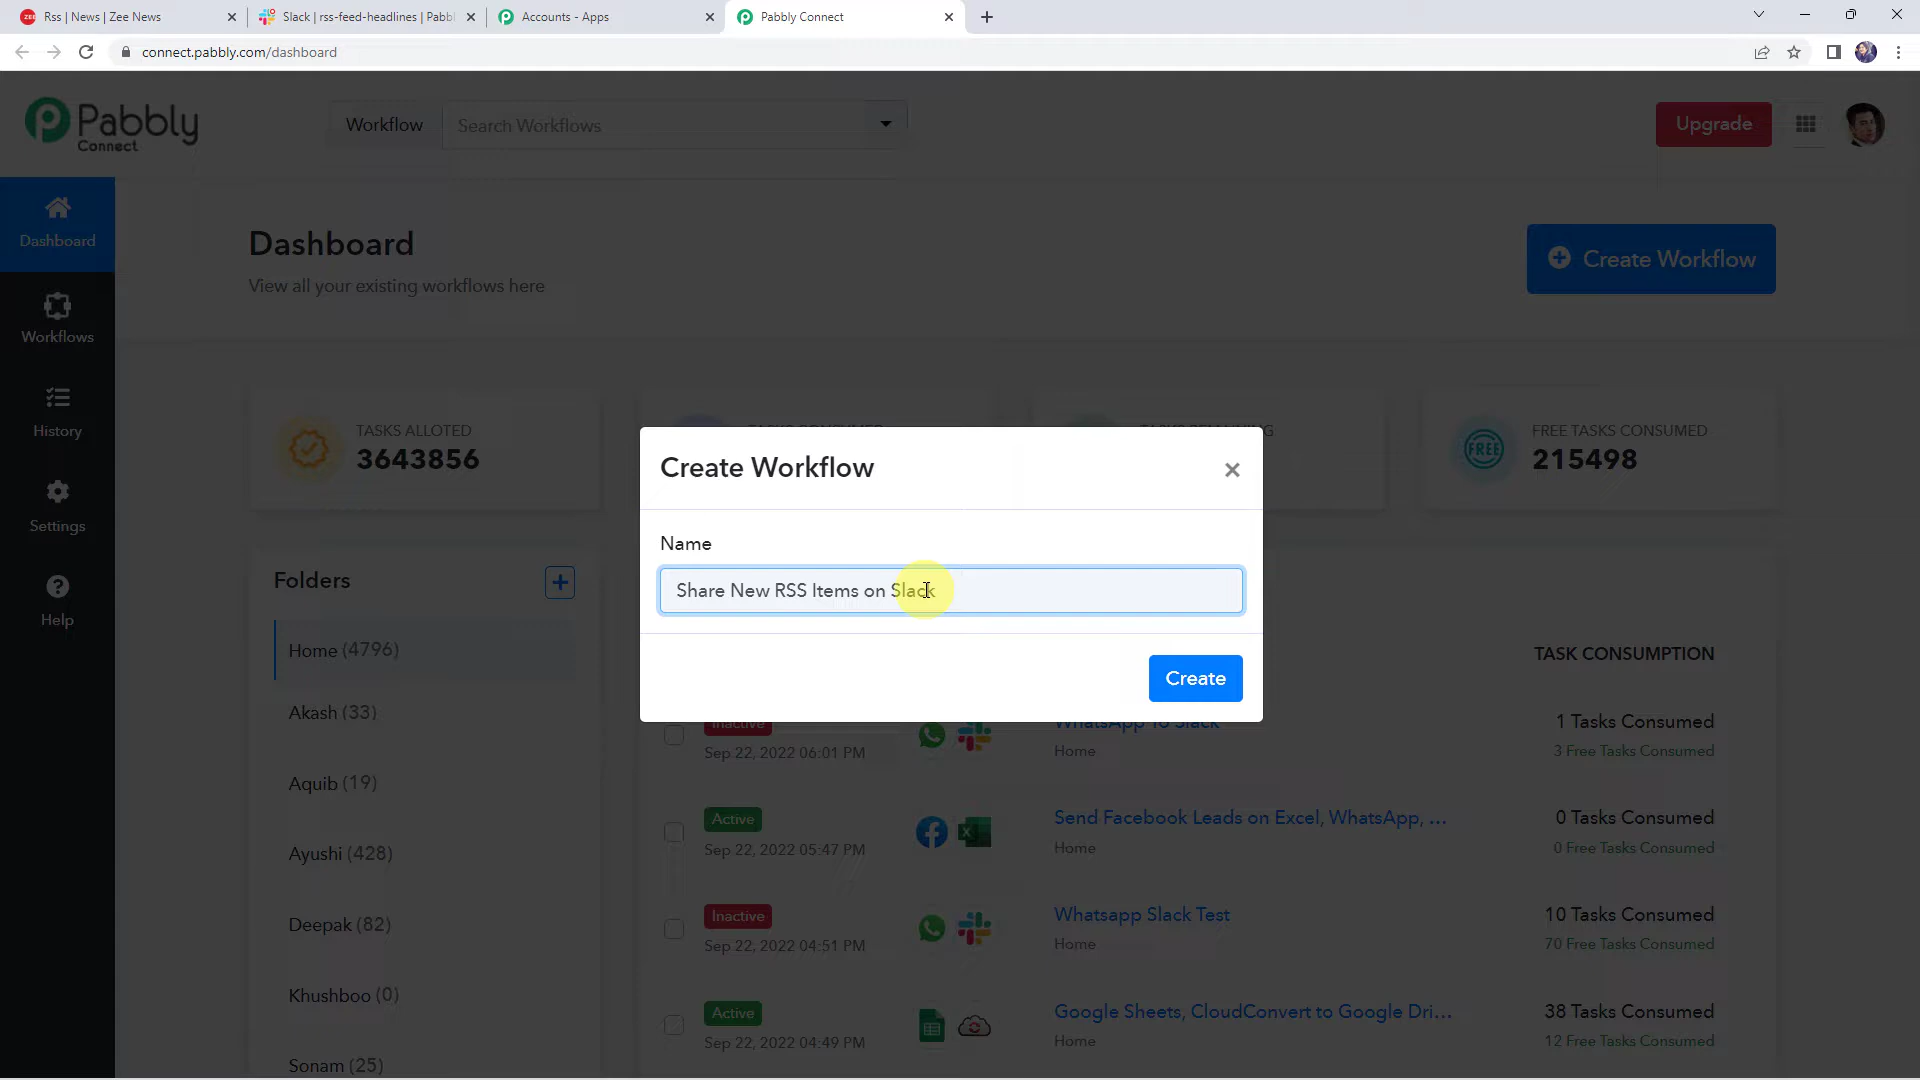 Rss | News | Zee News
Slack | rss-feed-headlines | Pabbl
Accounts - Apps
Pabbly Connect
connect.pabbly.com/dashboard
Pabbly
Connect
Workflow
Search Workflows
Upgrade
Dashboard
Workflows
History
Settings
Help
Dashboard
View all your existing workflows here
Create Workflow
TASKS ALLOTED
3643856
FREE
FREE TASKS CONSUMED
215498
Create Workflow
Name
Share New RSS Items on Slack
Create
Folders
Home (4796)
Akash (33)
Aquib (19)
Ayushi (428)
Deepak (82)
Khushboo (0)
Sonam (25)
TASK CONSUMPTION
Inactive
Sep 22, 2022 06:01 PM
WhatsApp To Slack
Home
1 Tasks Consumed
3 Free Tasks Consumed
Active
Sep 22, 2022 05:47 PM
Send Facebook Leads on Excel, WhatsApp, ...
Home
0 Tasks Consumed
0 Free Tasks Consumed
Inactive
Sep 22, 2022 04:51 PM
Whatsapp Slack Test
Home
10 Tasks Consumed
70 Free Tasks Consumed
Active
Sep 22, 2022 04:49 PM
Google Sheets, CloudConvert to Google Dri...
Home
38 Tasks Consumed
12 Free Tasks Consumed